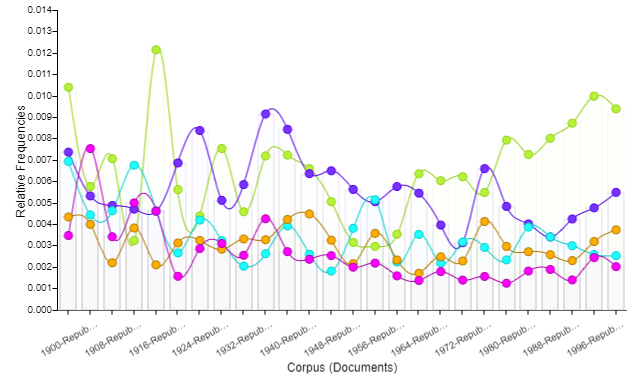 0.014
0.013
0.012
0.011
0.010
0.009
0.008
0.007
0.006
0.005
0.004
0.003
0.002
0.001
0.000
Relative Frequencies
1900-Repub...
1908-Repub...
1916-Repub...
1924-Repub...
1932-Repub...
1940-Repub...
1948-Repub...
1956-Repub...
1964-Repub...
1972-Repub...
1980-Repub...
1988-Repub...
1996-Repub...
Corpus (Documents)